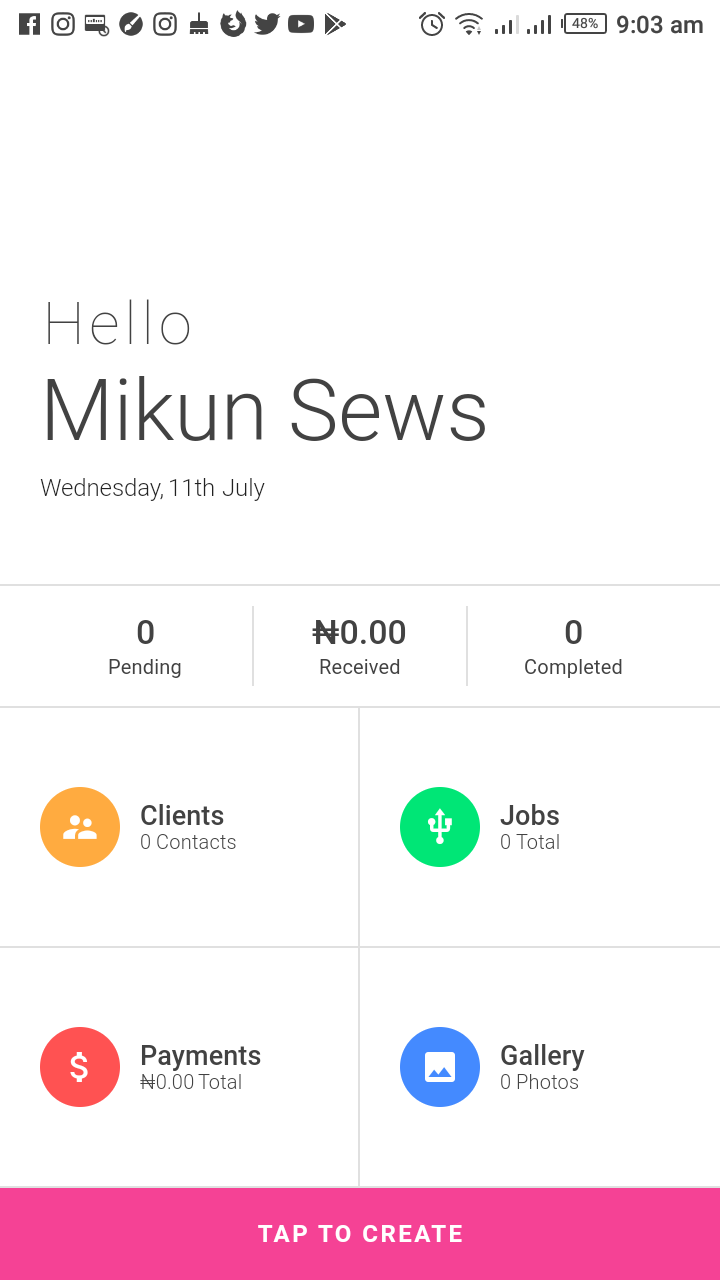 48% 9:03 am
Hello
Mikun Sews
Wednesday, 11th July
0 ₦0.00 0
Pending Received Completed
Clients
0 Contacts
Jobs
0 Total
Payments
₦0.00 Total
Gallery
0 Photos
TAP TO CREATE